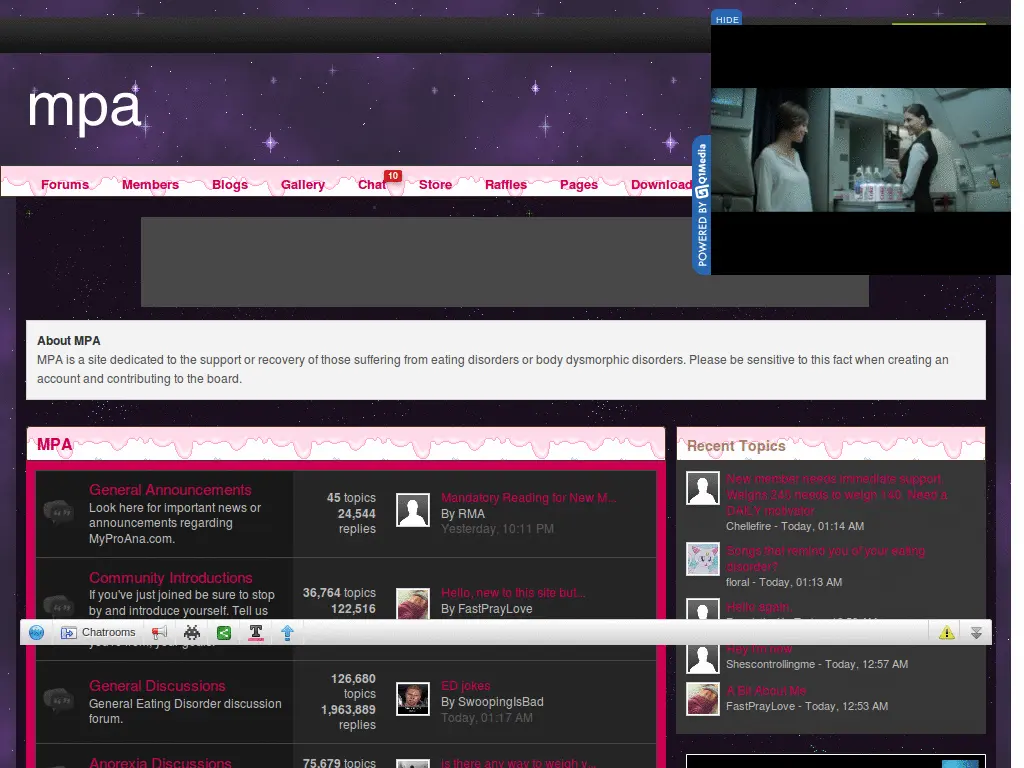 HIDE
mpa
POWERED BY Q1Media
Forums Members Blogs Gallery Chat 10 Store Raffles Pages Download
About MPA
MPA is a site dedicated to the support or recovery of those suffering from eating disorders or body dysmorphic disorders. Please be sensitive to this fact when creating an
account and contributing to the board.
MPA
General Announcements
Look here for important news or
announcements regarding
MyProAna.com.
45 topics
24,544
replies
Mandatory Reading for New M...
By RMA
Yesterday, 10:11 PM
Community Introductions
If you've just joined be sure to stop
by and introduce yourself. Tell us
36,764 topics
122,516
Hello, new to this site but...
By FastPrayLove
General Discussions
General Eating Disorder discussion
forum.
126,680
topics
1,963,889
replies
ED jokes
By SwoopingIsBad
Today, 01:17 AM
Anorexia Discussions
75,679 topics
is there any way to weigh y...
Recent Topics
New member needs immediate support.
Weighs 245 needs to weigh 140. Need a
DAILY motivator
Chellefire - Today, 01:14 AM
Songs that remind you of your eating
disorder?
floral - Today, 01:13 AM
Hello again.
Hey I'm new
Shescontrollingme - Today, 12:57 AM
A Bit About Me
FastPrayLove - Today, 12:53 AM
Chatrooms